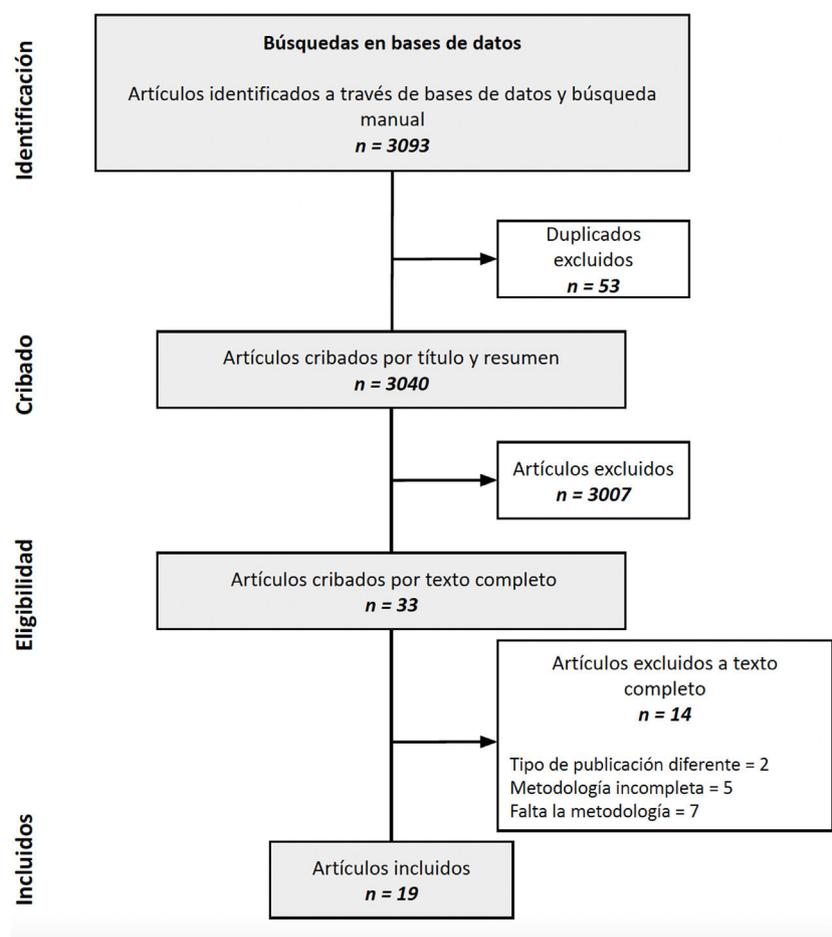 Identificación
Búsquedas en bases de datos
Artículos identificados a través de bases de datos y búsqueda
manual
n = 3093
Duplicados
excluidos
n = 53
Cribado
Artículos cribados por título y resumen
n = 3040
Artículos excluidos
n = 3007
Eligibilidad
Artículos cribados por texto completo
n = 33
Artículos excluidos a texto
completo
n = 14
Tipo de publicación diferente = 2
Metodología incompleta = 5
Falta la metodología = 7
Incluidos
Artículos incluidos
n = 19